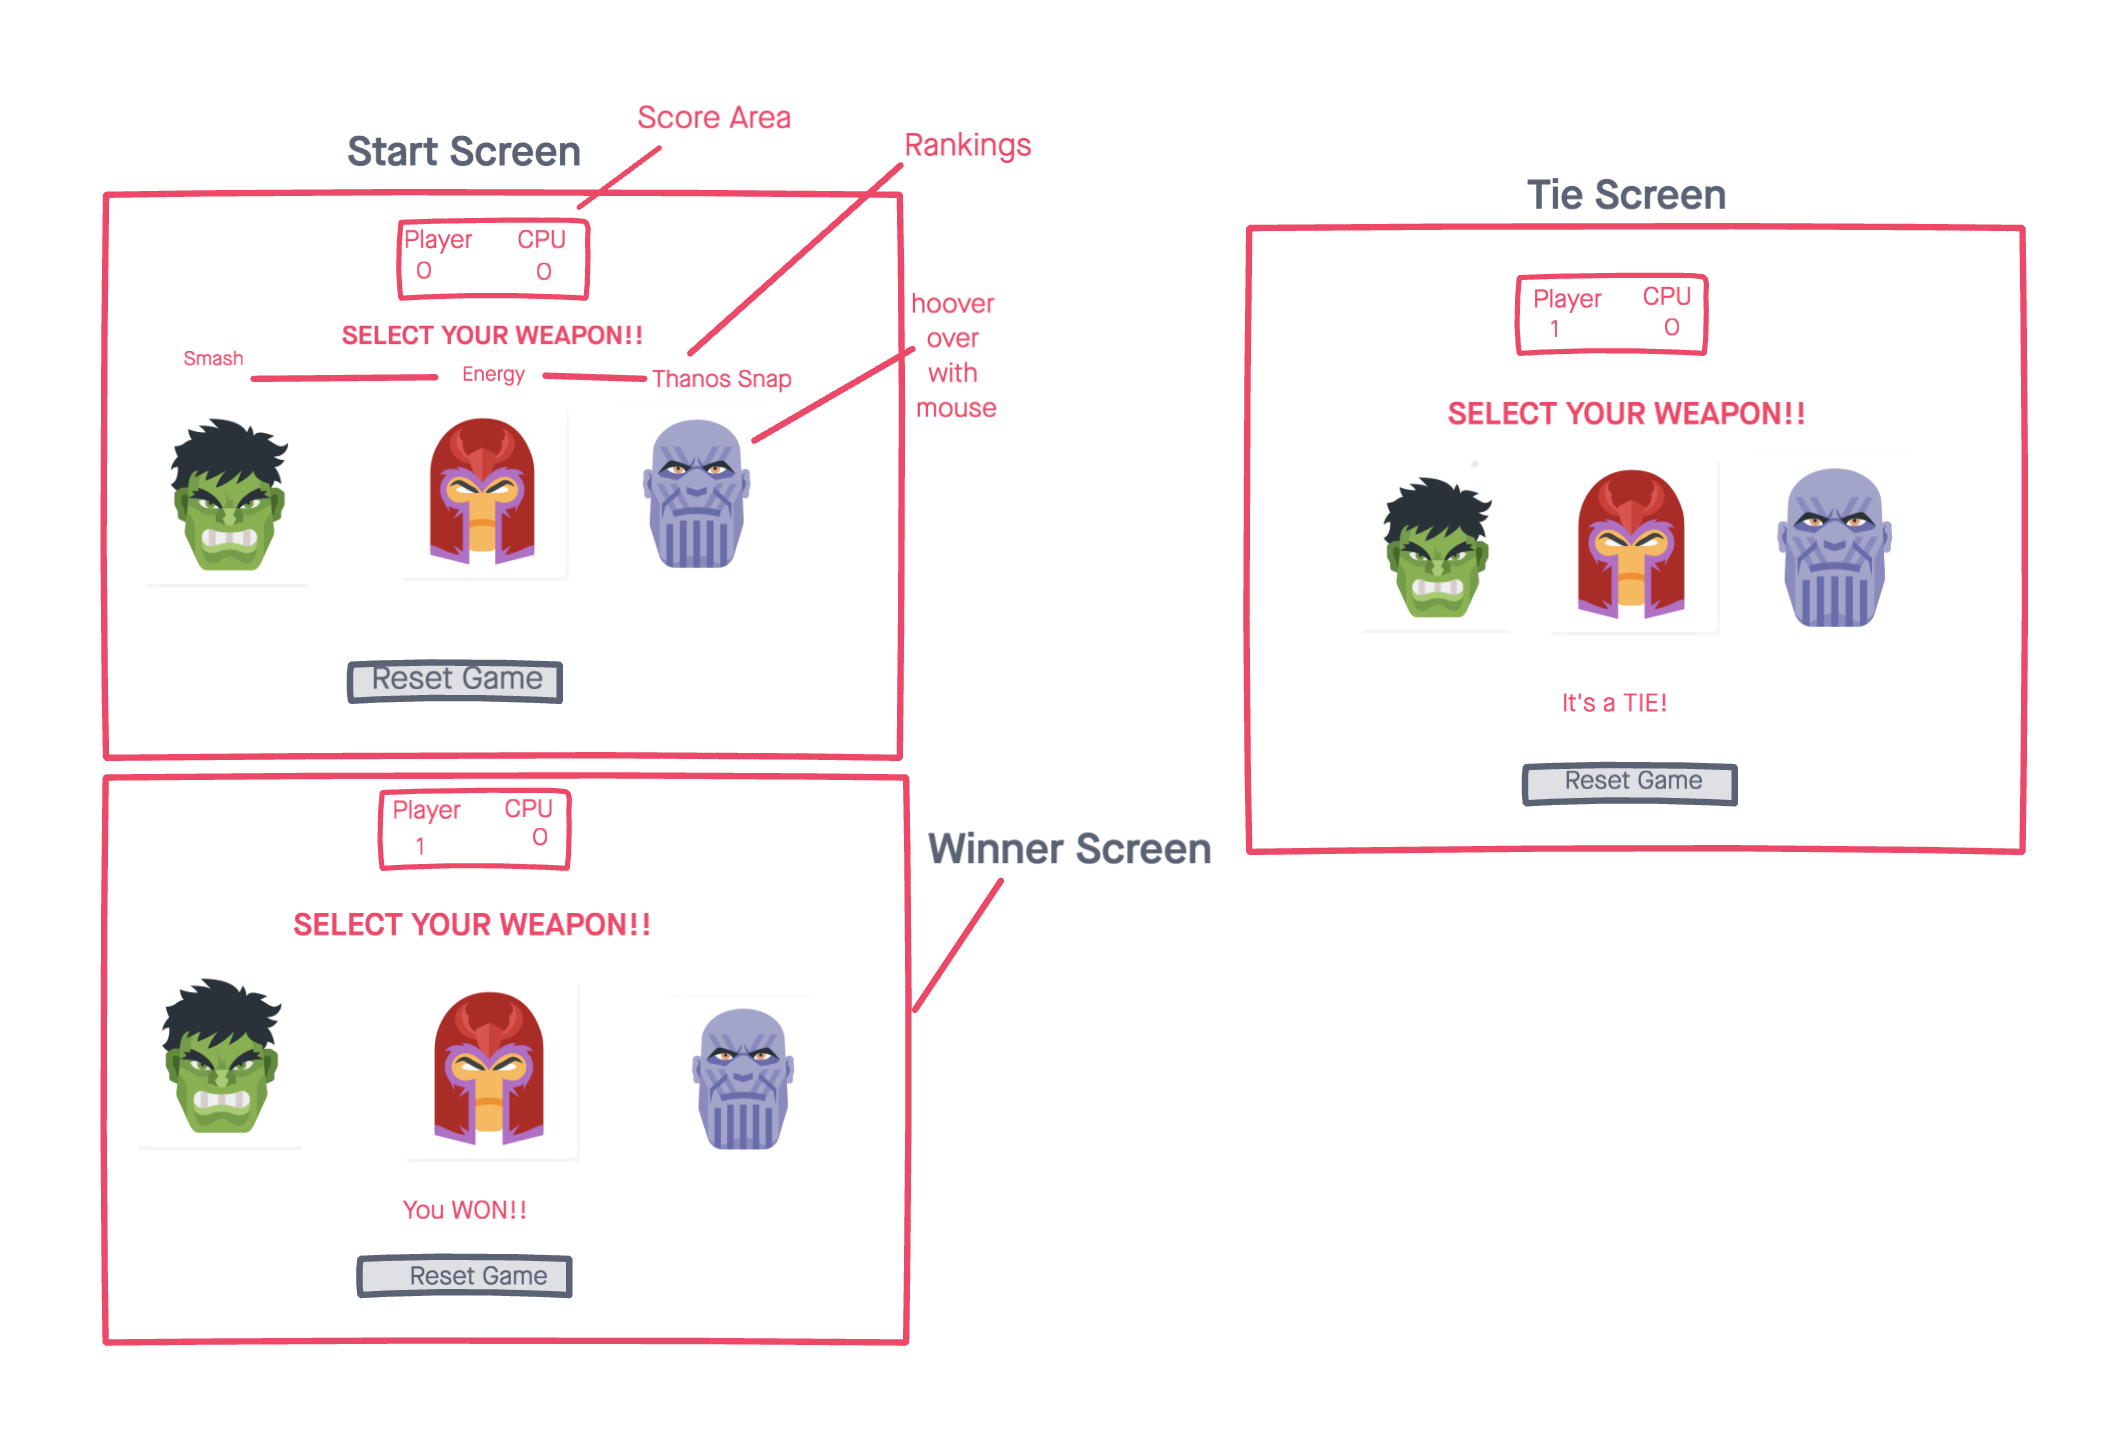 Score Area
Start Screen
Rankings
Player CPU
0 0
hoover
over
with
mouse
SELECT YOUR WEAPON!!
Smash
Energy
Thanos Snap
Reset Game
Tie Screen
Player CPU
1 0
SELECT YOUR WEAPON!!
It's a TIE!
Reset Game
Winner Screen
Player CPU
1 0
SELECT YOUR WEAPON!!
You WON!!
Reset Game